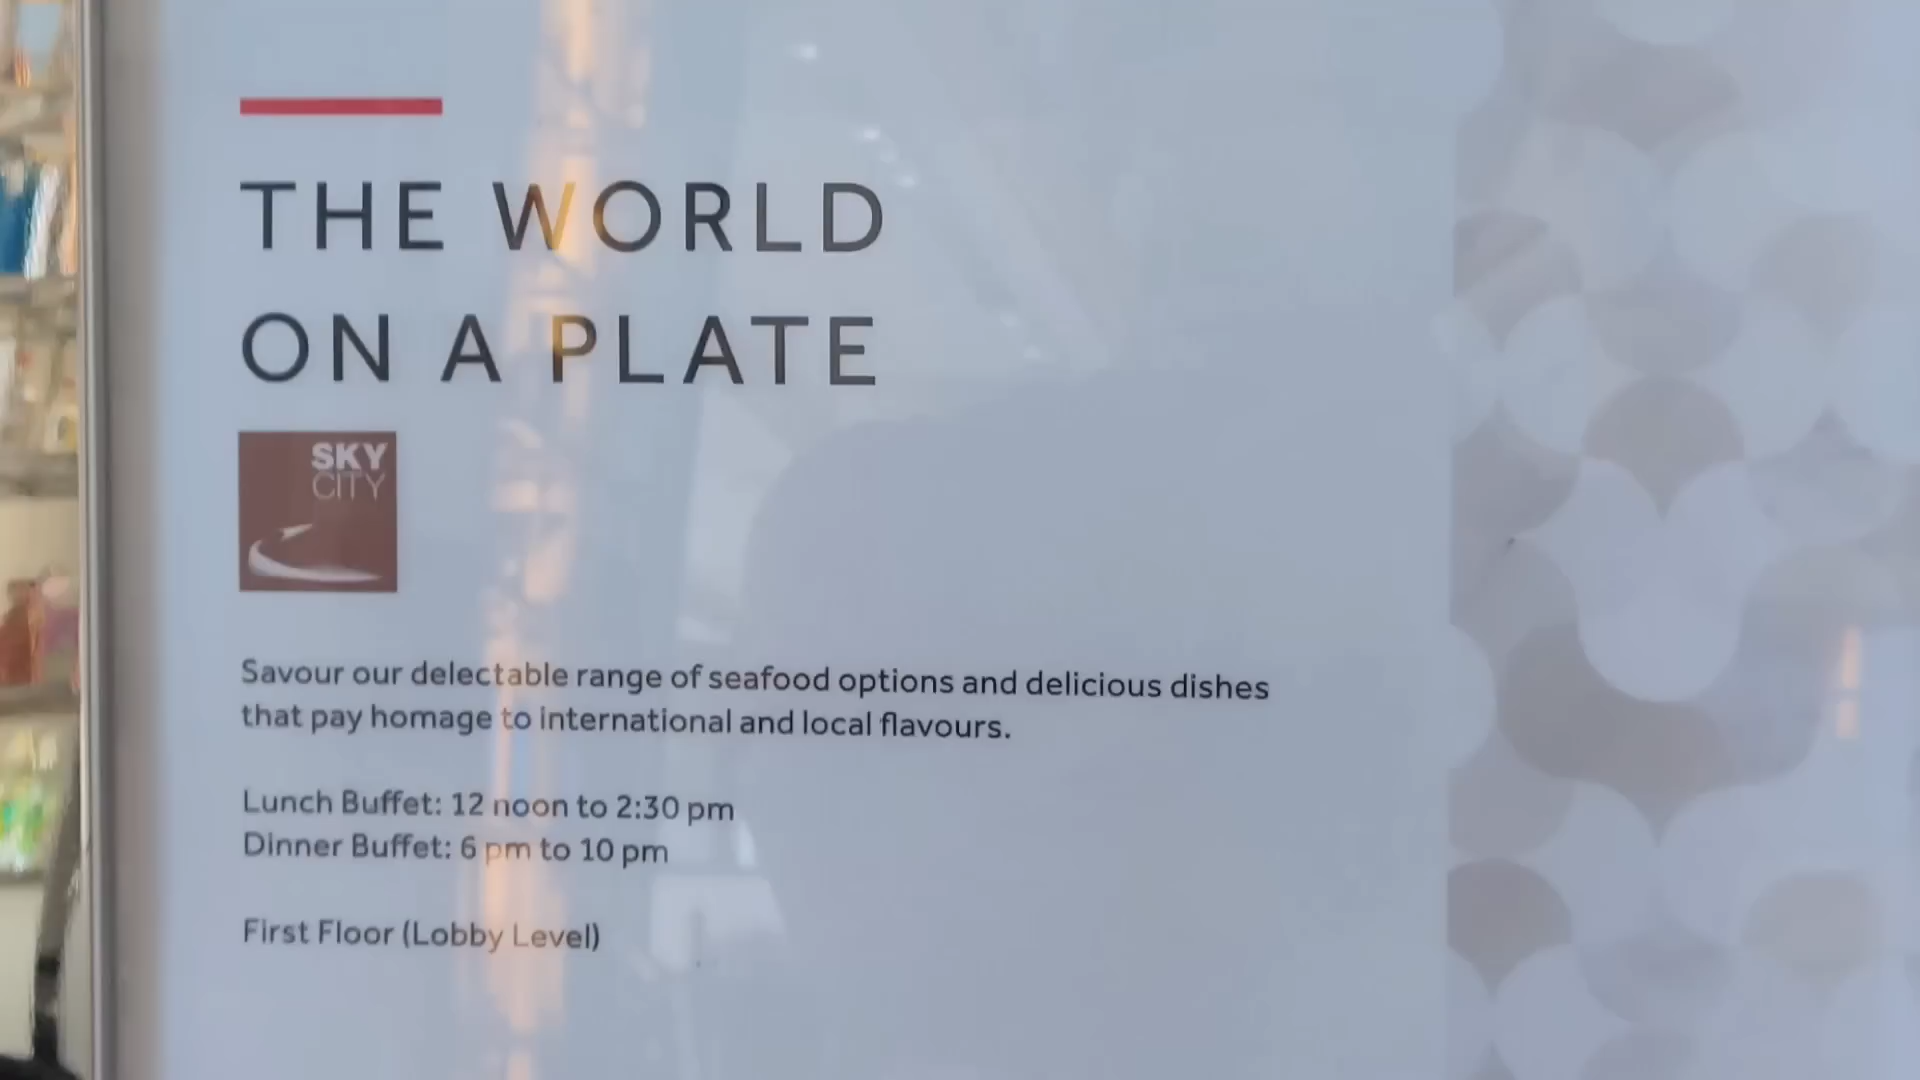 THE WORLD
ON A PLATE
SKY
CITY
Savour our delectable range of seafood options and delicious dishes
that pay homage to international and local flavours.
Lunch Buffet: 12 noon to 2:30 pm
Dinner Buffet: 6 pm to 10 pm
First Floor (Lobby Level)